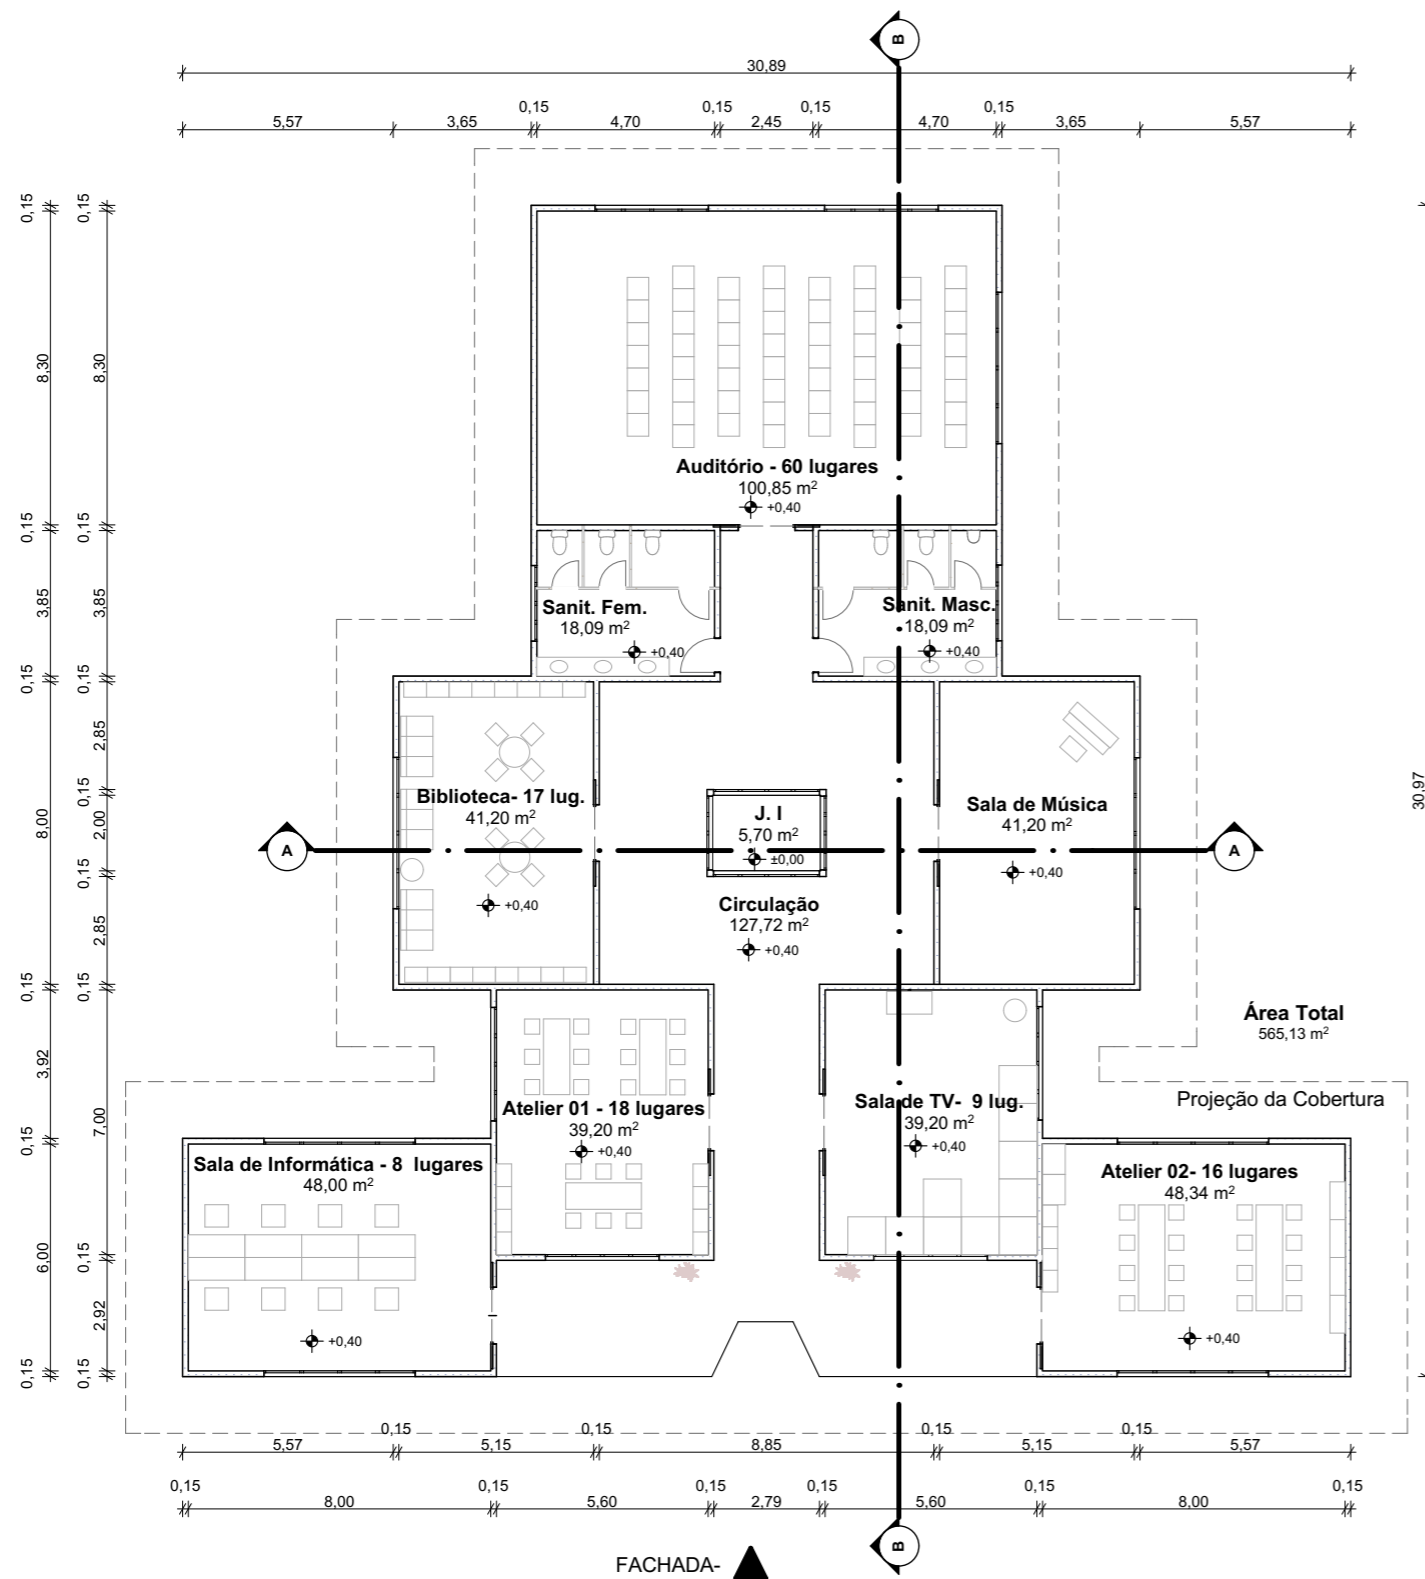 B
30,89
0,15 0,15 0,15 0,15
5,57 3,65 4,70 2,45 4,70 3,65 5,57
0,15 0,15
8,30 8,30
Auditório - 60 lugares
100,85 m²
+0,40
0,15 0,15
Sanit. Fem.
18,09 m²
+0,40
Sanit. Masc.
18,09 m²
+0,40
3,85 3,85
0,15 0,15
2,85
0,15
8,00 2,00
0,15
2,85
Biblioteca- 17 lug.
41,20 m²
+0,40
J. I
5,70 m²
±0,00
Sala de Música
41,20 m²
+0,40
30,97
A
A
Circulação
127,72 m²
+0,40
0,15 0,15
Área Total
565,13 m²
3,92
7,00
Projeção da Cobertura
Atelier 01 - 18 lugares
39,20 m²
+0,40
Sala de TV- 9 lug.
39,20 m²
+0,40
0,15
Sala de Informática - 8 lugares
48,00 m²
+0,40
Atelier 02- 16 lugares
48,34 m²
+0,40
6,00 0,15
2,92
0,15 0,15
0,15 0,15 0,15 0,15
5,57 5,15 8,85 5,15 5,57
0,15 0,15 0,15 0,15 0,15 0,15
8,00 5,60 2,79 5,60 8,00
B
FACHADA-